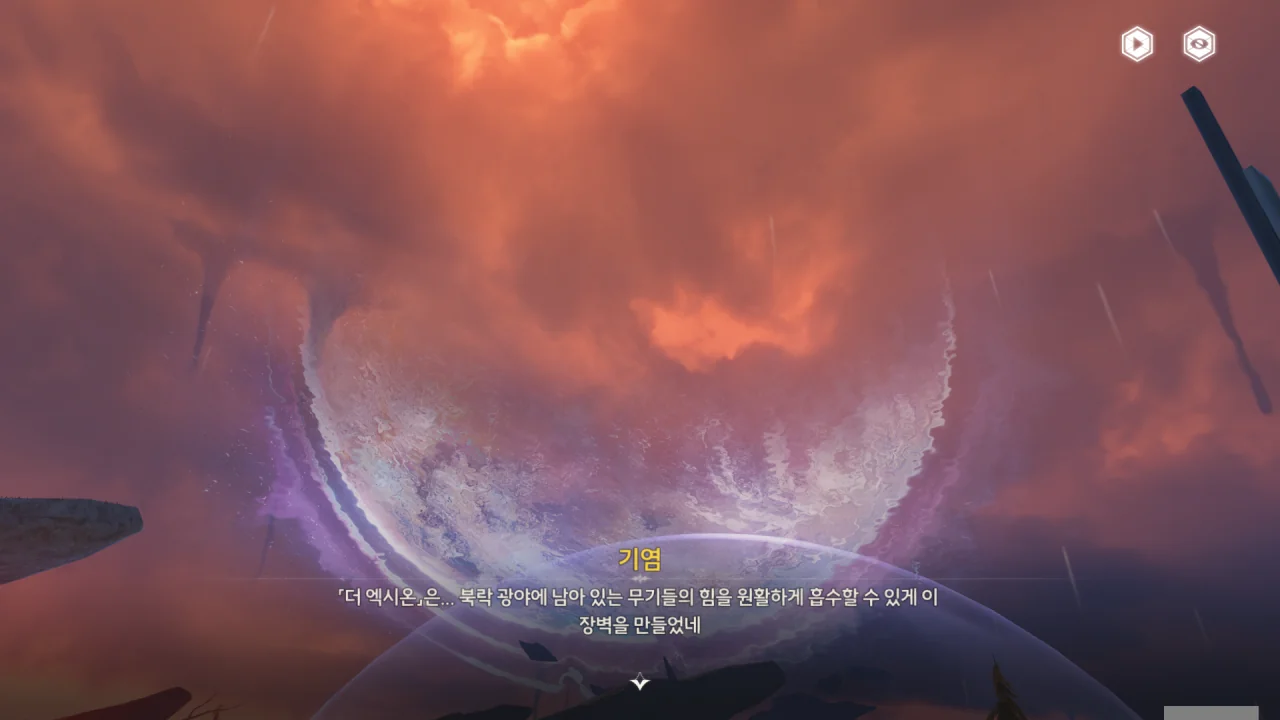 기염
「더 엑시온」은... 북락 광야에 남아 있는 무기들의 힘을 원활하게 흡수할 수 있게 이
장벽을 만들었네